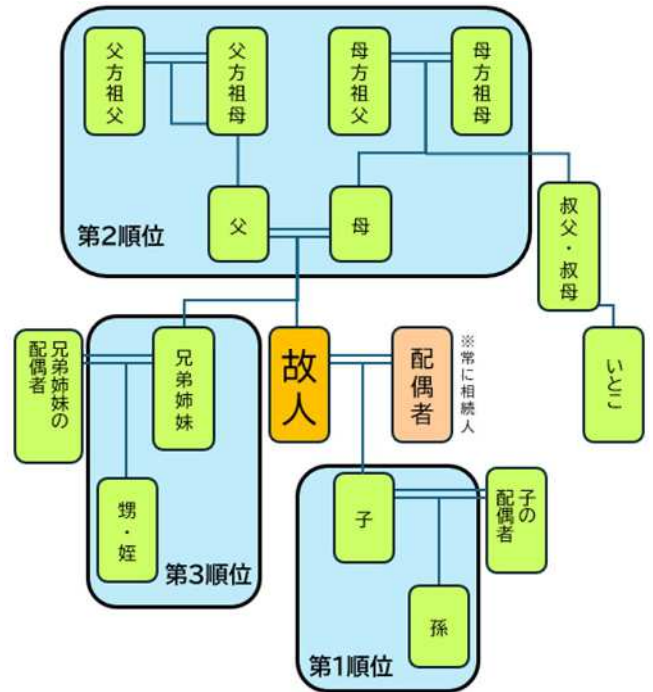 父方祖父
父方祖母
母方祖父
母方祖母
父
母
第2順位
叔父・叔母
いとこ
兄弟姉妹の
配偶者
兄弟姉妹
故人
配偶者
※常に相続人
甥・姪
第3順位
子
子の
配偶者
孫
第1順位